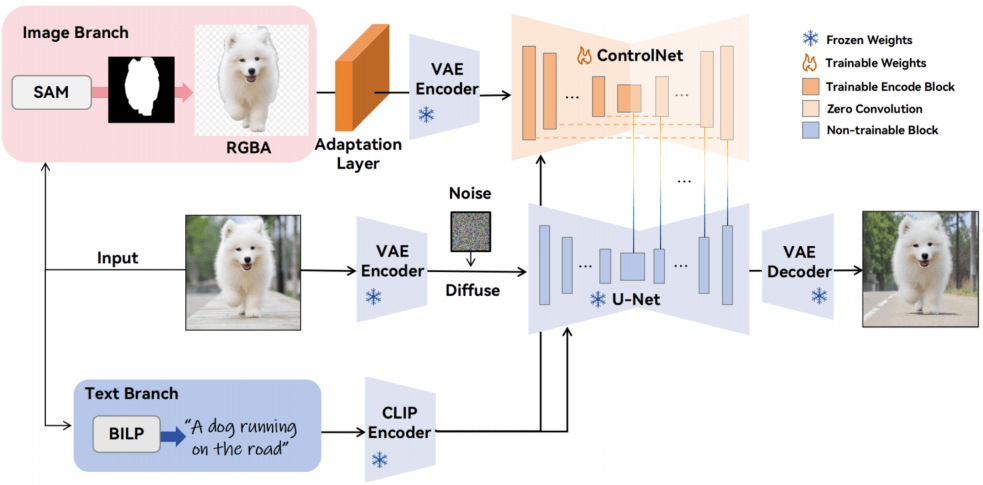 Image Branch
SAM
RGBA
Adaptation
Layer
VAE
Encoder
ControlNet
Frozen Weights
Trainable Weights
Trainable Encode Block
Zero Convolution
Non-trainable Block
...
...
...
Input
VAE
Encoder
Noise
Diffuse
...
...
U-Net
VAE
Decoder
Text Branch
BILP
“A dog running
on the road”
CLIP
Encoder